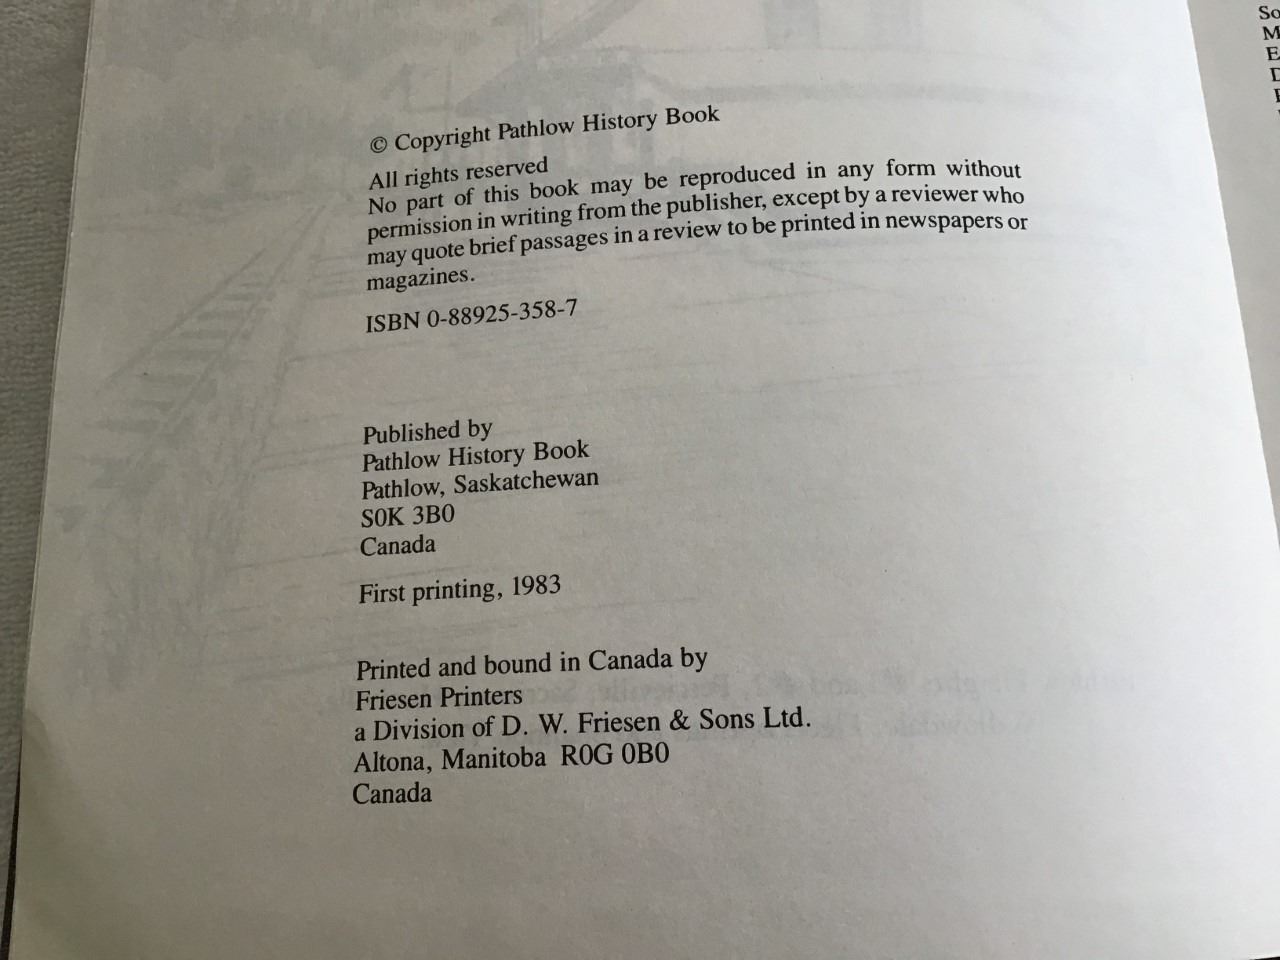 © Copyright Pathlow History Book
All rights reserved
No part of this book may be reproduced in any form without
permission in writing from the publisher, except by a reviewer who
may quote brief passages in a review to be printed in newspapers or
magazines.
ISBN 0-88925-358-7
Published by
Pathlow History Book
Pathlow, Saskatchewan
S0K 3B0
Canada
First printing, 1983
Printed and bound in Canada by
Friesen Printers
a Division of D. W. Friesen & Sons Ltd.
Altona, Manitoba R0G 0B0
Canada
So
M
E